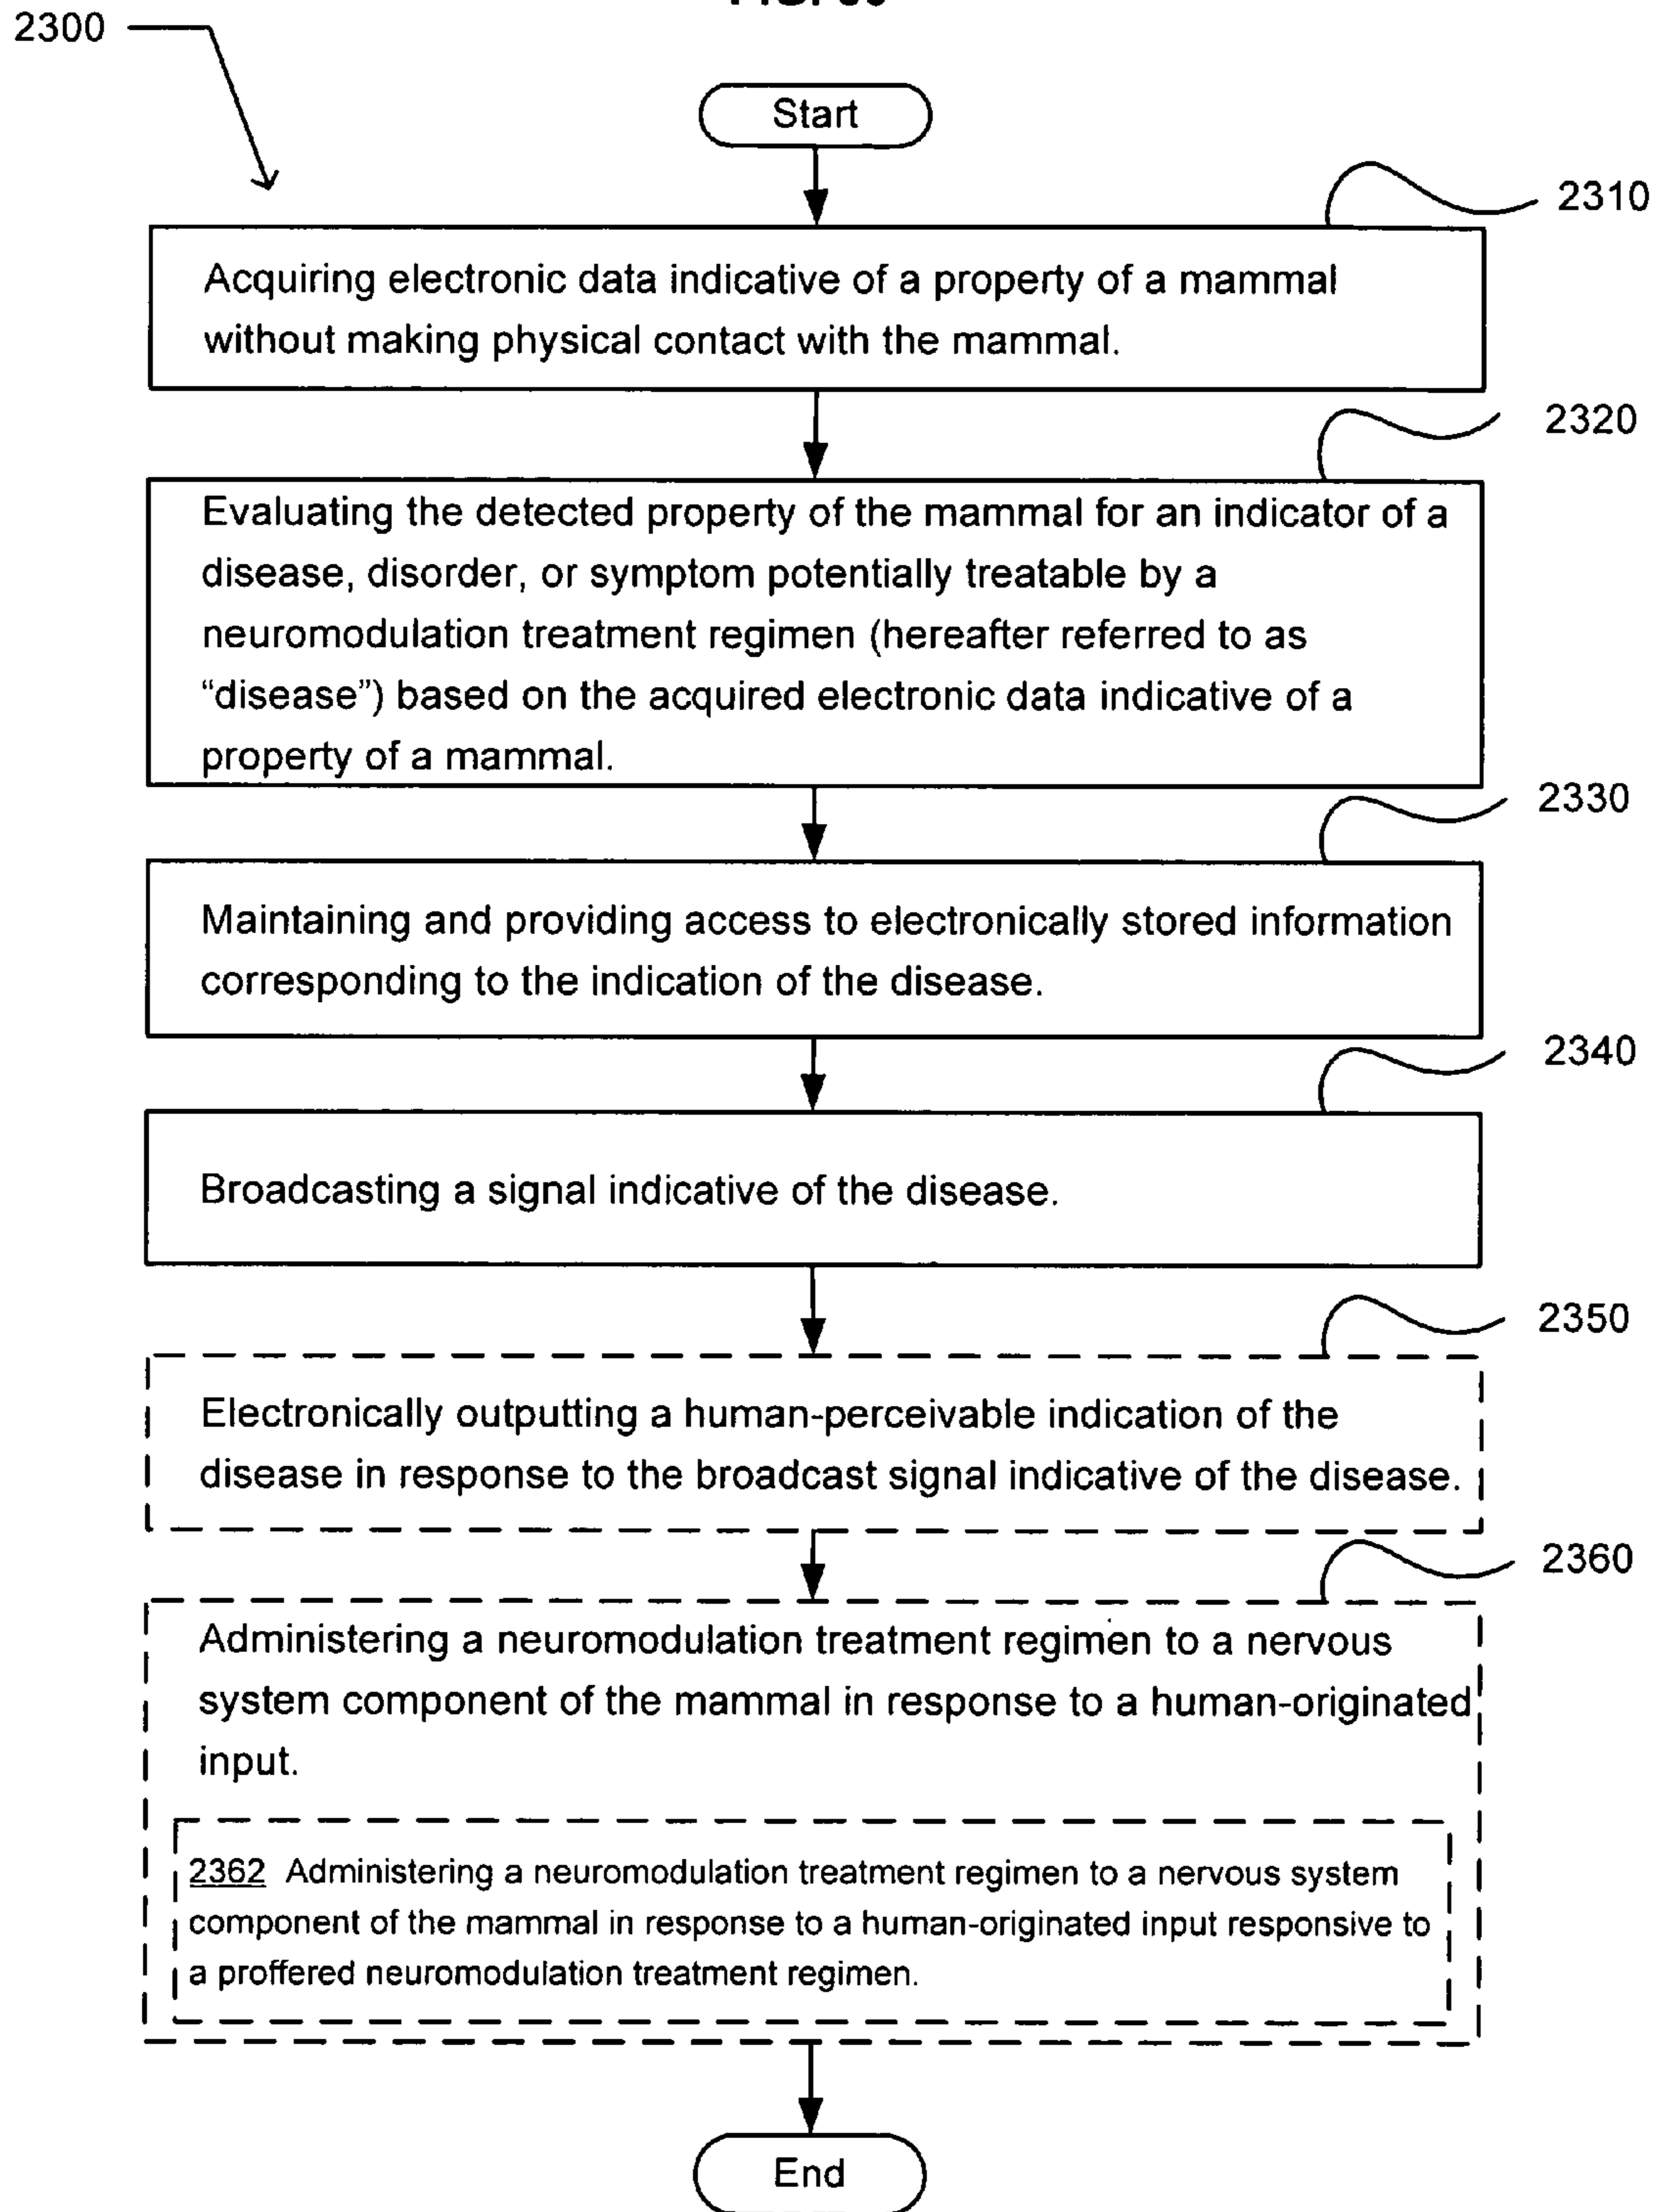 2300
Start
2310
Acquiring electronic data indicative of a property of a mammal
without making physical contact with the mammal.
2320
Evaluating the detected property of the mammal for an indicator of a
disease, disorder, or symptom potentially treatable by a
neuromodulation treatment regimen (hereafter referred to as
“disease”) based on the acquired electronic data indicative of a
property of a mammal.
2330
Maintaining and providing access to electronically stored information
corresponding to the indication of the disease.
2340
Broadcasting a signal indicative of the disease.
2350
Electronically outputting a human-perceivable indication of the
disease in response to the broadcast signal indicative of the disease.
2360
Administering a neuromodulation treatment regimen to a nervous
system component of the mammal in response to a human-originated
input.
2362 Administering a neuromodulation treatment regimen to a nervous system
component of the mammal in response to a human-originated input responsive to
a proffered neuromodulation treatment regimen.
End